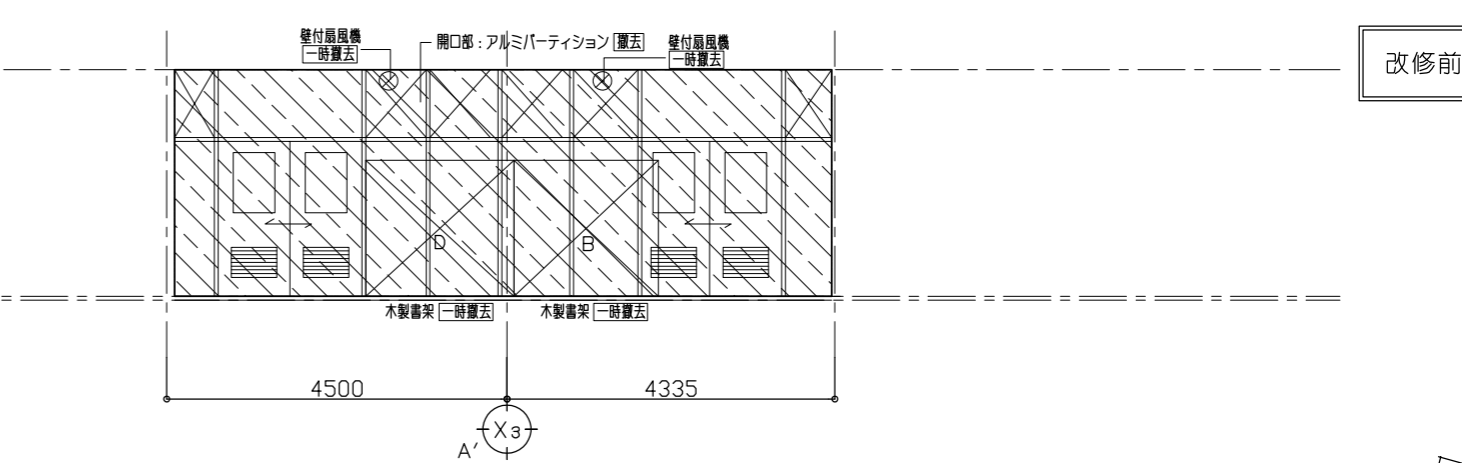 壁付扇風機
一時撤去
開口部：アルミパーティション 撤去
壁付扇風機
一時撤去
改修前
D
B
木製書架 一時撤去
木製書架 一時撤去
4500
4335
X3
A'